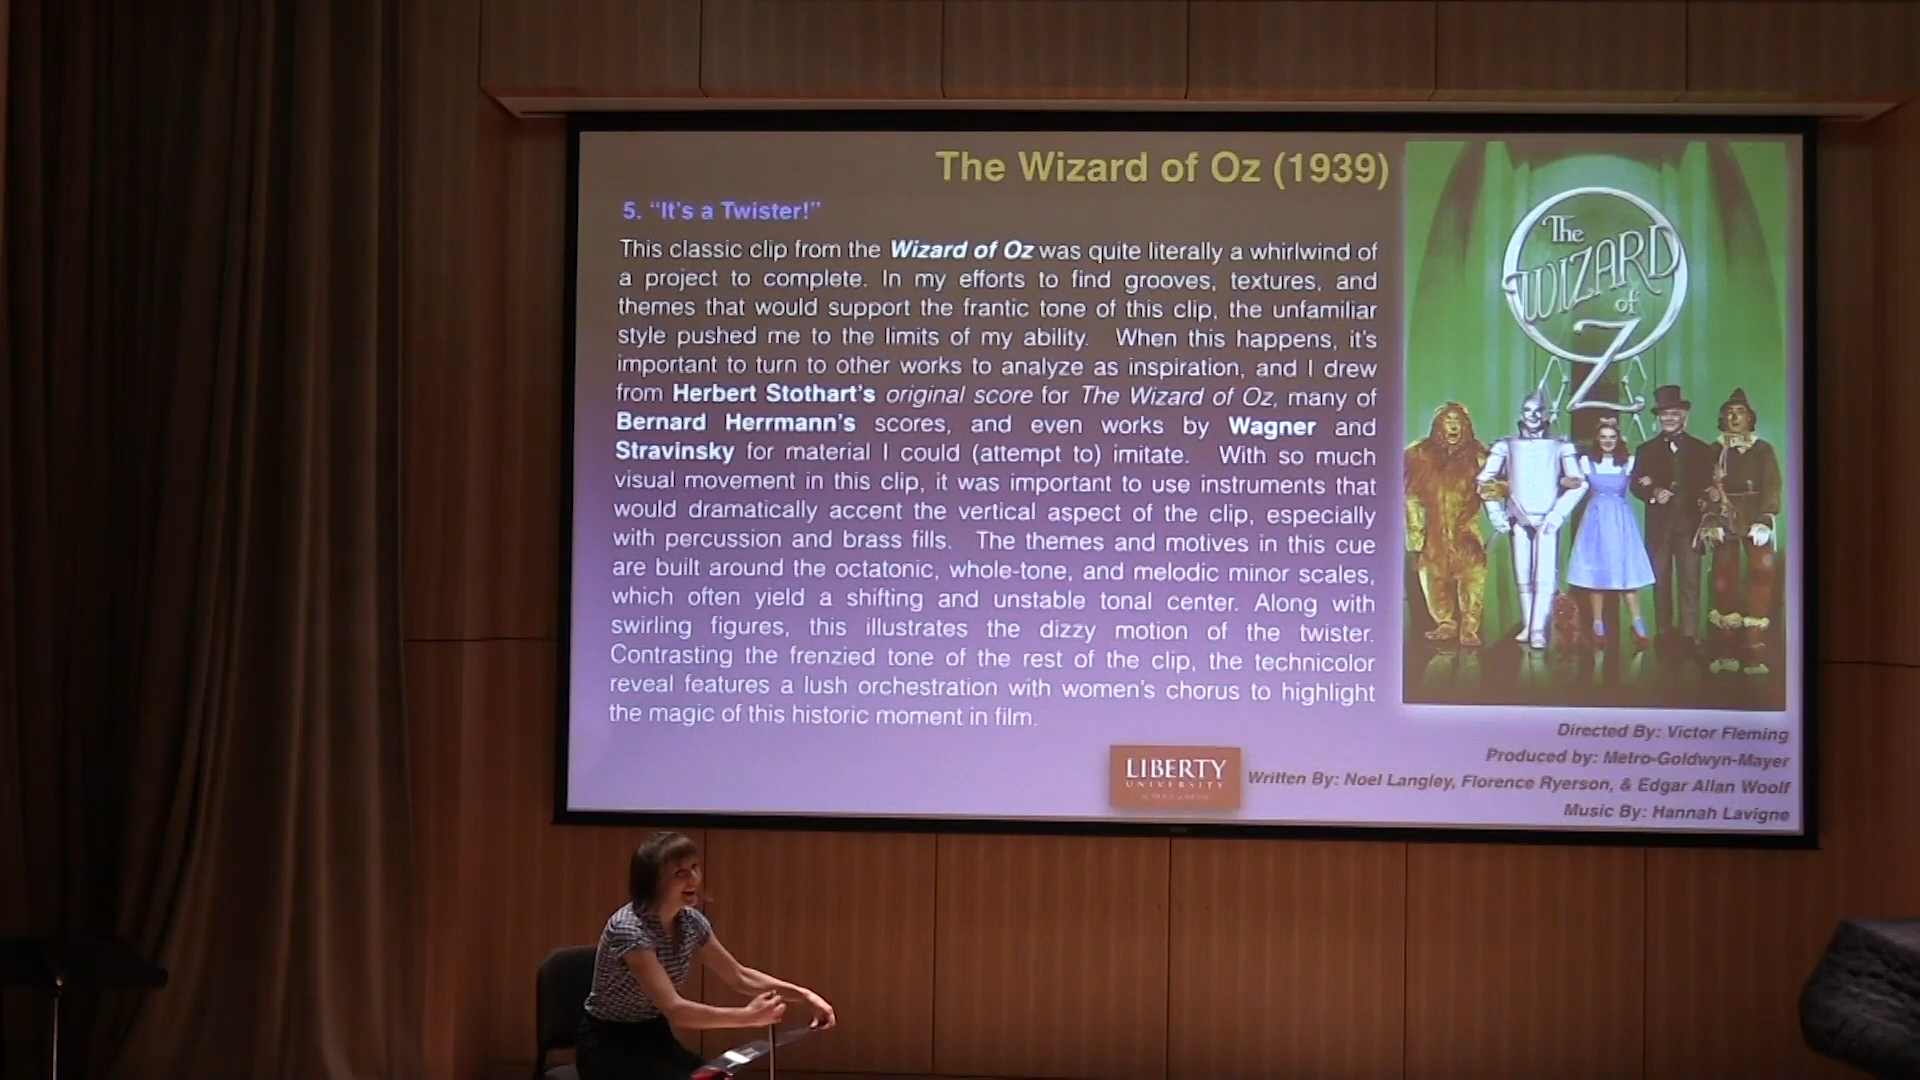 The Wizard of Oz (1939)
5. “It’s a Twister!”
This classic clip from the Wizard of Oz was quite literally a whirlwind of
a project to complete. In my efforts to find grooves, textures, and
themes that would support the frantic tone of this clip, the unfamiliar
style pushed me to the limits of my ability. When this happens, it’s
important to turn to other works to analyze as inspiration, and I drew
from Herbert Stothart’s original score for The Wizard of Oz, many of
Bernard Herrmann’s scores, and even works by Wagner and
Stravinsky for material I could (attempt to) imitate. With so much
visual movement in this clip, it was important to use instruments that
would dramatically accent the vertical aspect of the clip, especially
with percussion and brass fills. The themes and motives in this cue
are built around the octatonic, whole-tone, and melodic minor scales,
which often yield a shifting and unstable tonal center. Along with
swirling figures, this illustrates the dizzy motion of the twister.
Contrasting the frenzied tone of the rest of the clip, the technicolor
reveal features a lush orchestration with women’s chorus to highlight
the magic of this historic moment in film.
The
WIZARD
of
OZ
Directed By: Victor Fleming
Produced by: Metro-Goldwyn-Mayer
Written By: Noel Langley, Florence Ryerson, & Edgar Allan Woolf
Music By: Hannah Lavigne
LIBERTY
UNIVERSITY